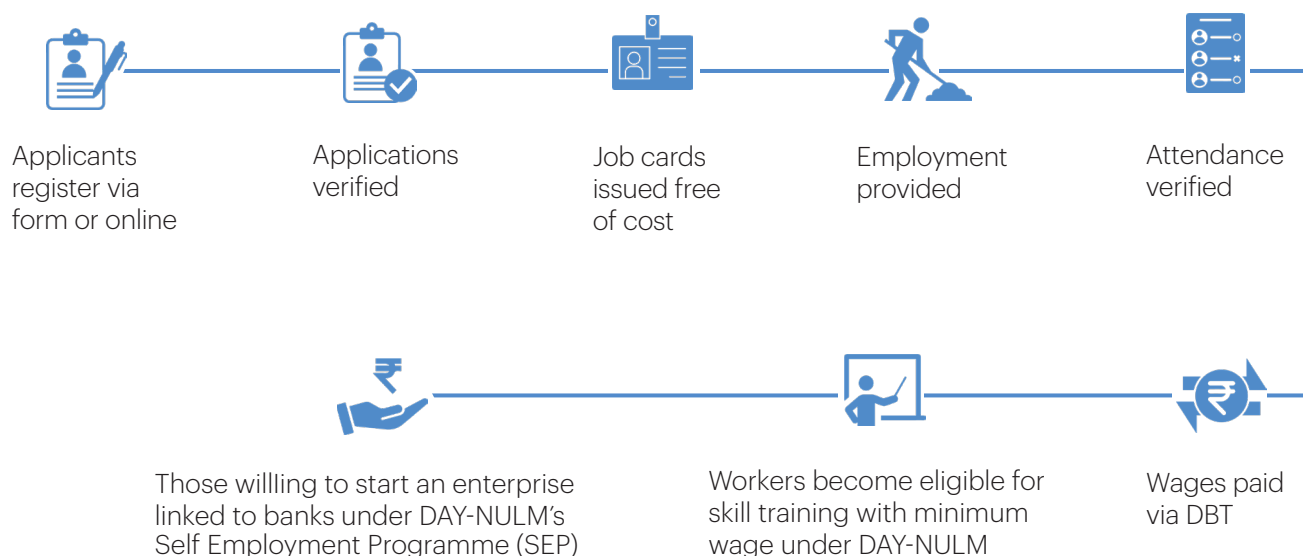 Applicants
register via
form or online
Applications
verified
Job cards
issued free
of cost
Employment
provided
Attendance
verified
₹
Those willling to start an enterprise
linked to banks under DAY-NULM’s
Self Employment Programme (SEP)
Workers become eligible for
skill training with minimum
wage under DAY-NULM
₹
Wages paid
via DBT